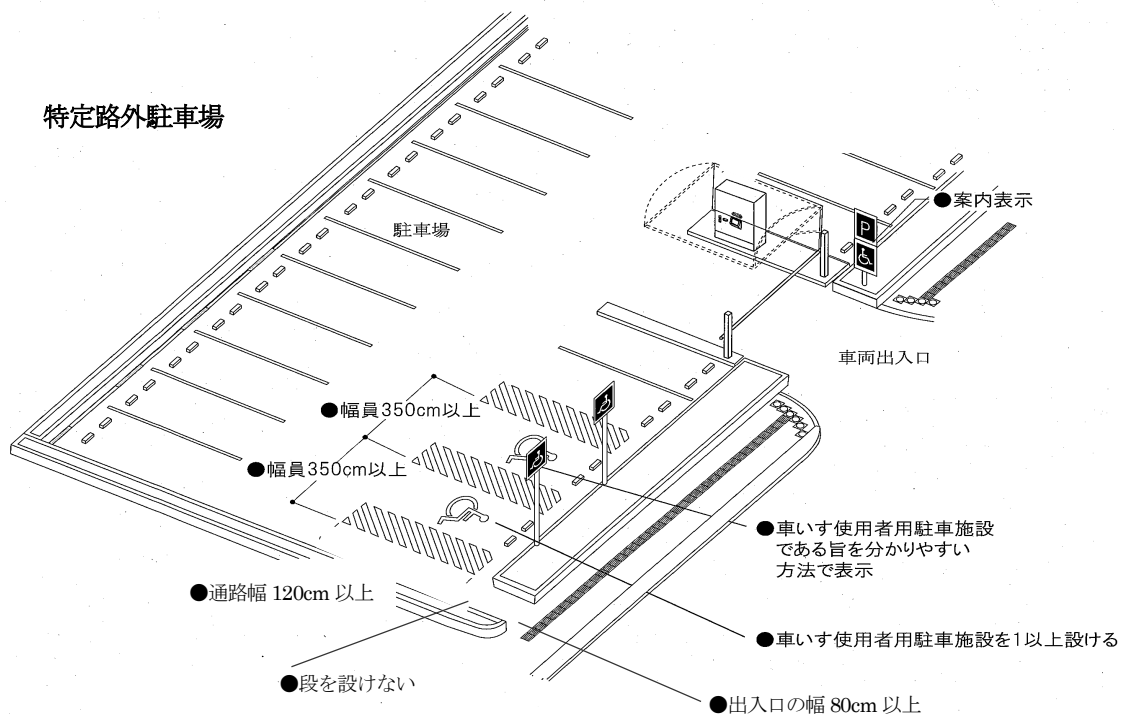 特定路外駐車場
駐車場
●案内表示
P
車両出入口
●幅員350cm以上
●幅員350cm以上
●車いす使用者用駐車施設
である旨を分かりやすい
方法で表示
●通路幅 120cm 以上
●車いす使用者用駐車施設を1以上設ける
●段を設けない
●出入口の幅 80cm 以上